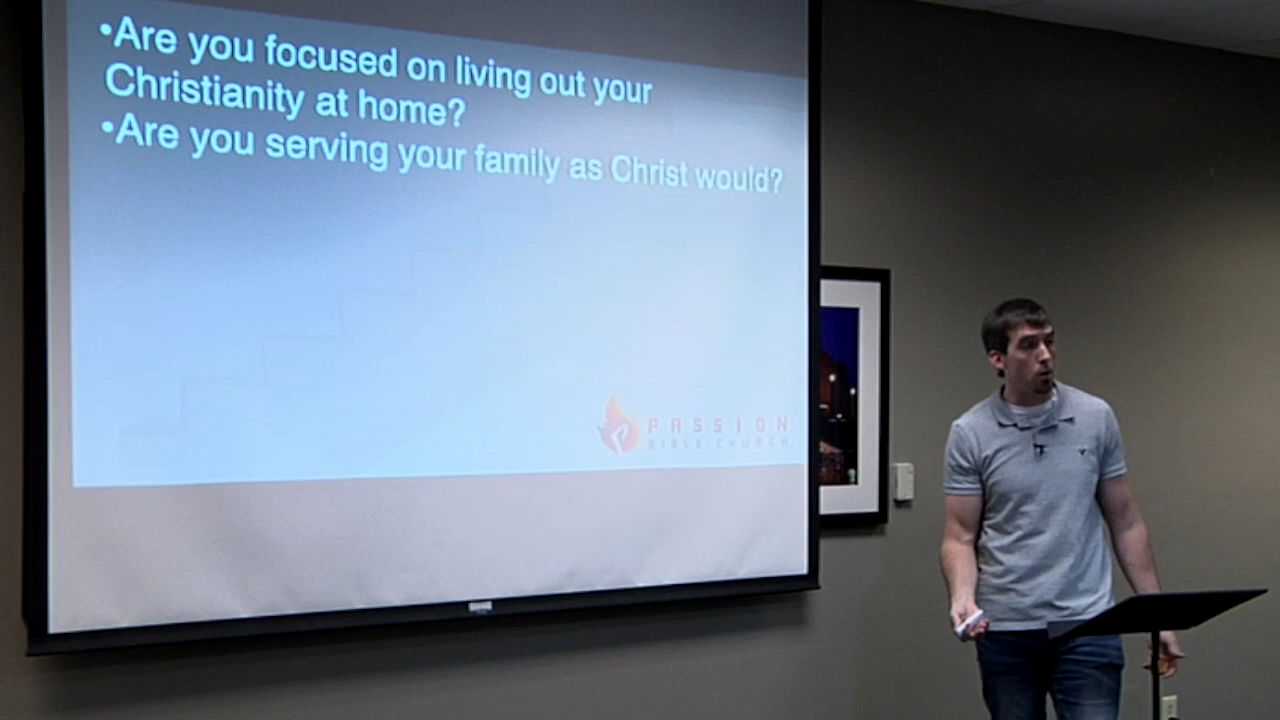 •Are you focused on living out your
Christianity at home?
•Are you serving your family as Christ would?
PASSION
BIBLE CHURCH